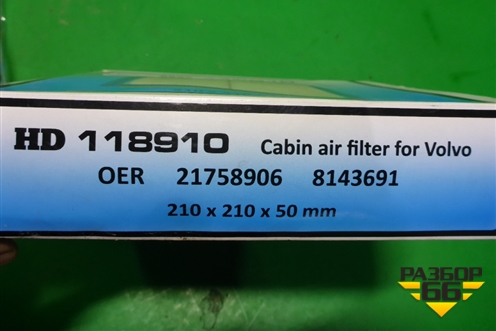 HD 118910 Cabin air filter for Volvo
OER 21758906 8143691
210 x 210 x 50 mm
РАЗБОР
66